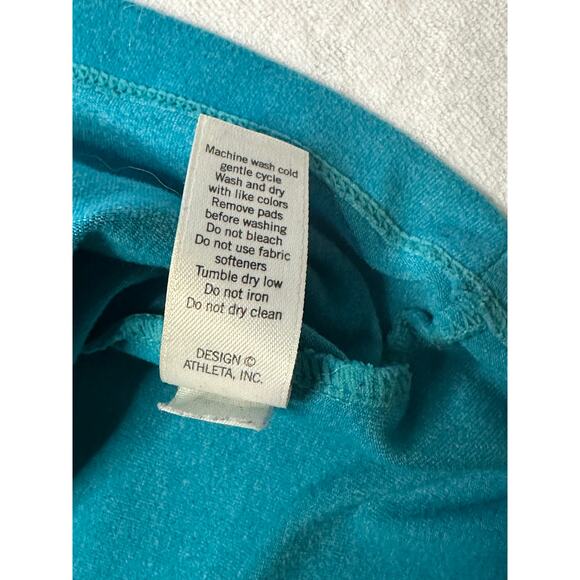 Machine wash cold
gentle cycle
Wash and dry
with like colors
Remove pads
before washing
Do not bleach
Do not use fabric
softeners
Tumble dry low
Do not iron
Do not dry clean
DESIGN ©
ATHLETA, INC.